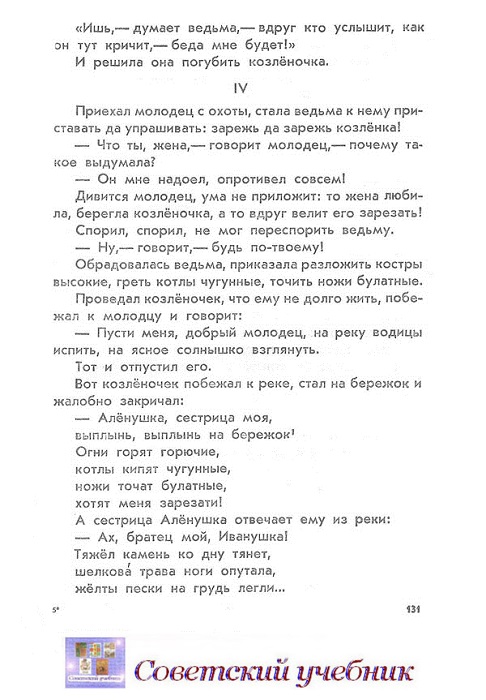 «Ишь,— думает ведьма,— вдруг кто услышит, как
он тут кричит,— беда мне будет!»
И решила она погубить козлёночка.
IV
Приехал молодец с охоты, стала ведьма к нему при-
ставать да упрашивать: зарежь да зарежь козлёнка!
— Что ты, жена,— говорит молодец,— почему та-
кое выдумала?
— Он мне надоел, опротивел совсем!
Дивится молодец, ума не приложит: то жена люби-
ла, берегла козлёночка, а то вдруг велит его зарезать!
Спорил, спорил, не мог переспорить ведьму.
— Ну,— говорит,— будь по-твоему!
Обрадовалась ведьма, приказала разложить костры
высокие, греть котлы чугунные, точить ножи булатные.
Проведал козлёночек, что ему не долго жить, побе-
жал к молодцу и говорит:
— Пусти меня, добрый молодец, на реку водицы
испить, на ясное солнышко взглянуть.
Тот и отпустил его.
Вот козлёночек побежал к реке, стал на бережок и
жалобно закричал:
— Алёнушка, сестрица моя,
выплынь, выплынь на бережок!
Огни горят горючие,
котлы кипят чугунные,
ножи точат булатные,
хотят меня зарезати!
А сестрица Алёнушка отвечает ему из реки:
— Ах, братец мой, Иванушка!
Тяжёл камень ко дну тянет,
шелкова́ трава ноги опутала,
жёлты пески на грудь легли...
5*
131
Советский учебник
Советский учебник